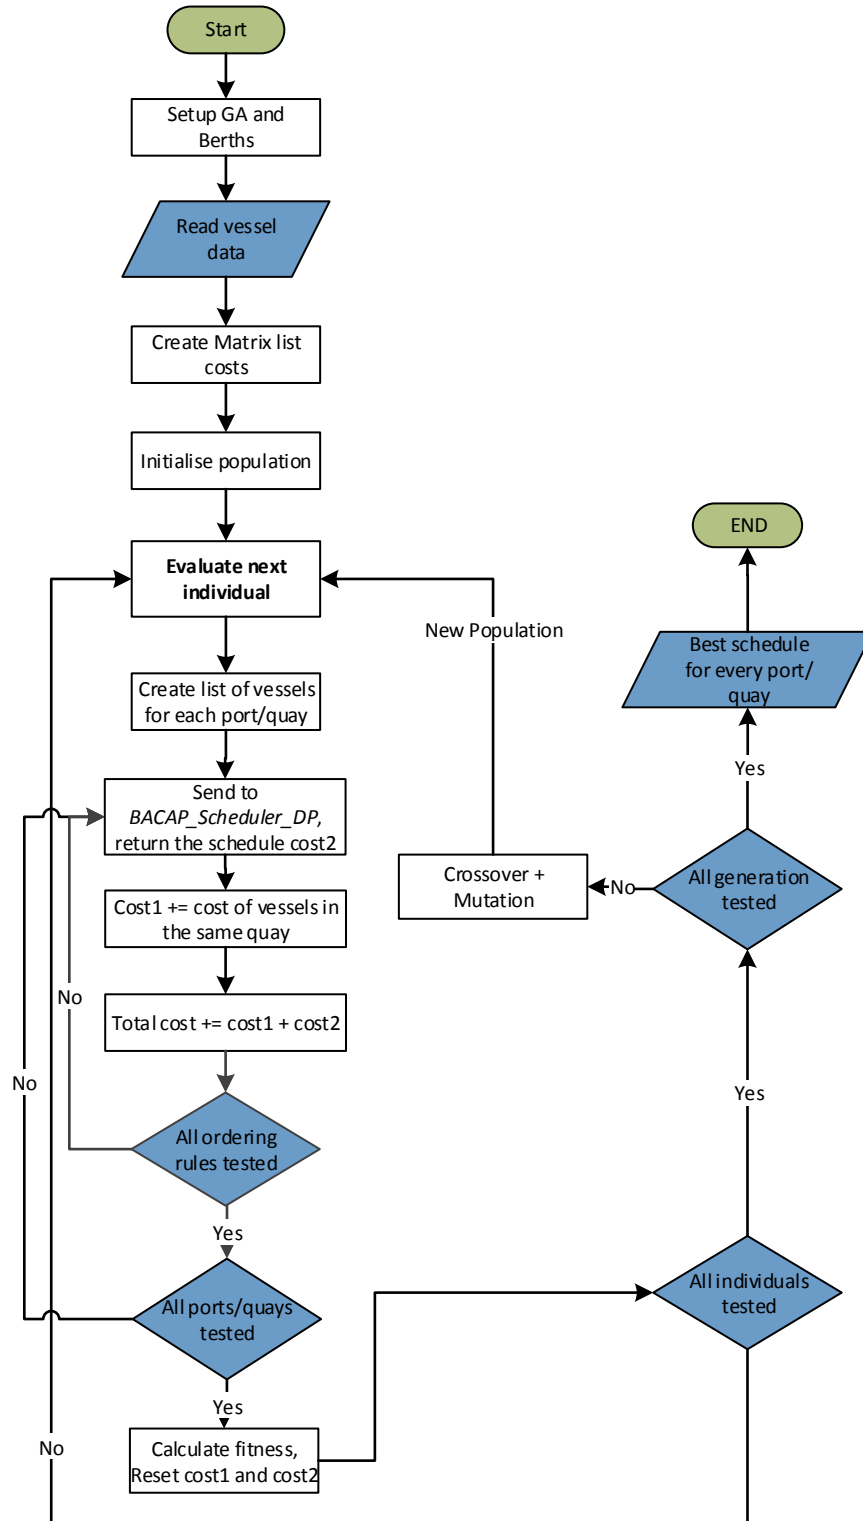 Start
Setup GA and
Berths
Read vessel
data
Create Matrix list
costs
Initialise population
Evaluate next
individual
Create list of vessels
for each port/quay
Send to
BACAP_Scheduler_DP,
return the schedule cost2
Cost1 += cost of vessels in
the same quay
Total cost += cost1 + cost2
All ordering
rules tested
No
Yes
All ports/quays
tested
No
Yes
Calculate fitness,
Reset cost1 and cost2
All individuals
tested
No
Yes
All generation
tested
No
Crossover +
Mutation
New Population
Yes
Best schedule
for every port/
quay
END